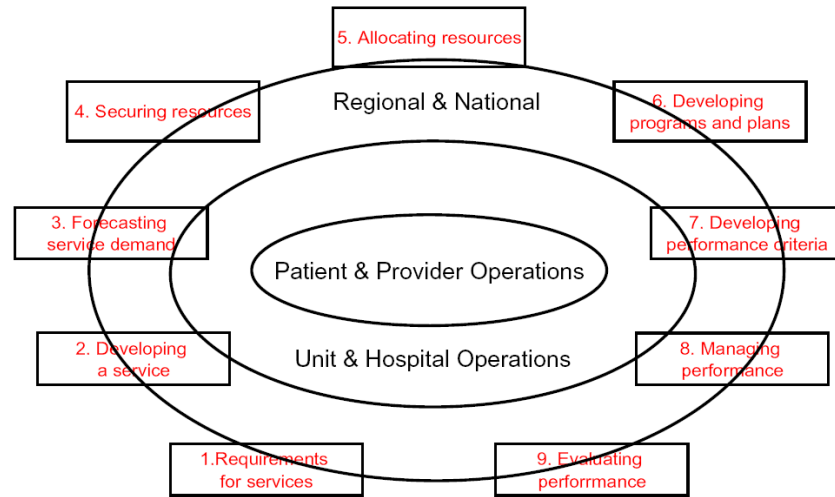 5. Allocating resources
Regional & National
4. Securing resources
6. Developing
programs and plans
3. Forecasting
service demand
7. Developing
performance criteria
Patient & Provider Operations
2. Developing
a service
Unit & Hospital Operations
8. Managing
performance
1.Requirements
for services
9. Evaluating
perforrmance